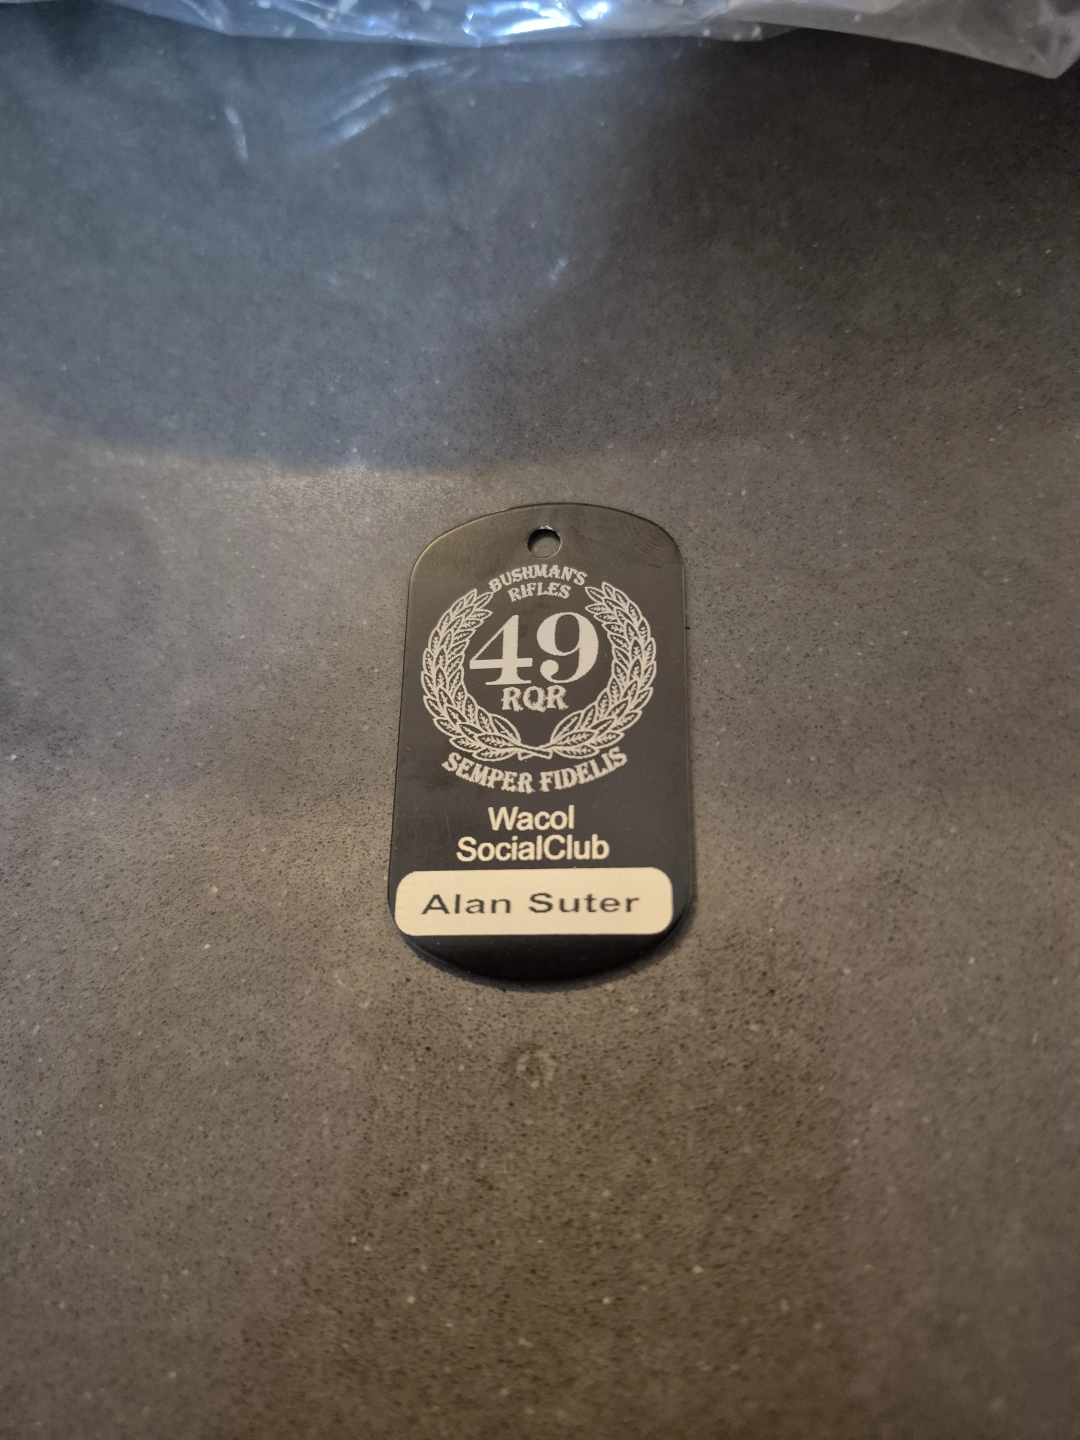 BUSHMAN'S
RIFLES
49
RQR
SEMPER FIDELIS
Wacol
SocialClub
Alan Suter